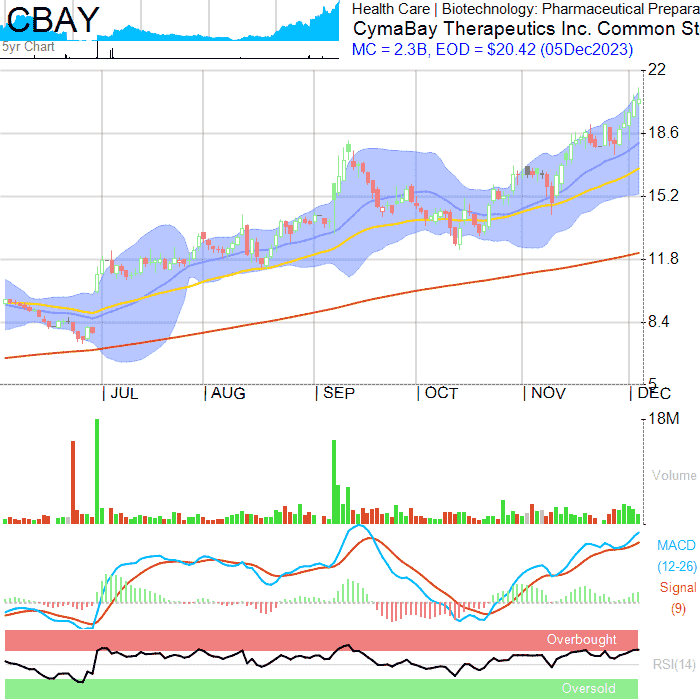 CBAY
5yr Chart
Health Care | Biotechnology: Pharmaceutical Prepara
CymaBay Therapeutics Inc. Common St
MC = 2.3B, EOD = $20.42 (05Dec2023)
22
18.6
15.2
11.8
8.4
5
| JUL | AUG | SEP | OCT | NOV | DEC
18M
Volume
MACD
(12-26)
Signal
(9)
Overbought
RSI(14)
Oversold